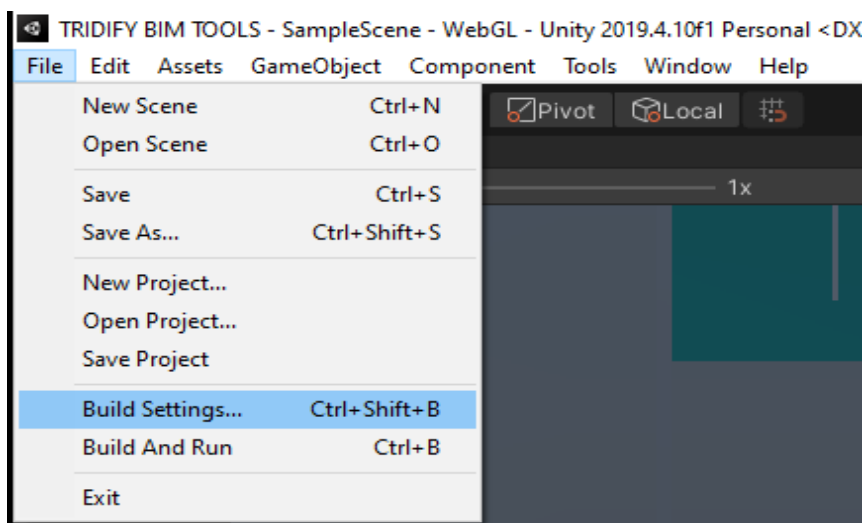 TRIDIFY BIM TOOLS - SampleScene - WebGL - Unity 2019.4.10f1 Personal <DX
File Edit Assets GameObject Component Tools Window Help
New Scene Ctrl+N Pivot Local
Open Scene Ctrl+O
Save Ctrl+S 1x
Save As... Ctrl+Shift+S
New Project...
Open Project...
Save Project
Build Settings... Ctrl+Shift+B
Build And Run Ctrl+B
Exit